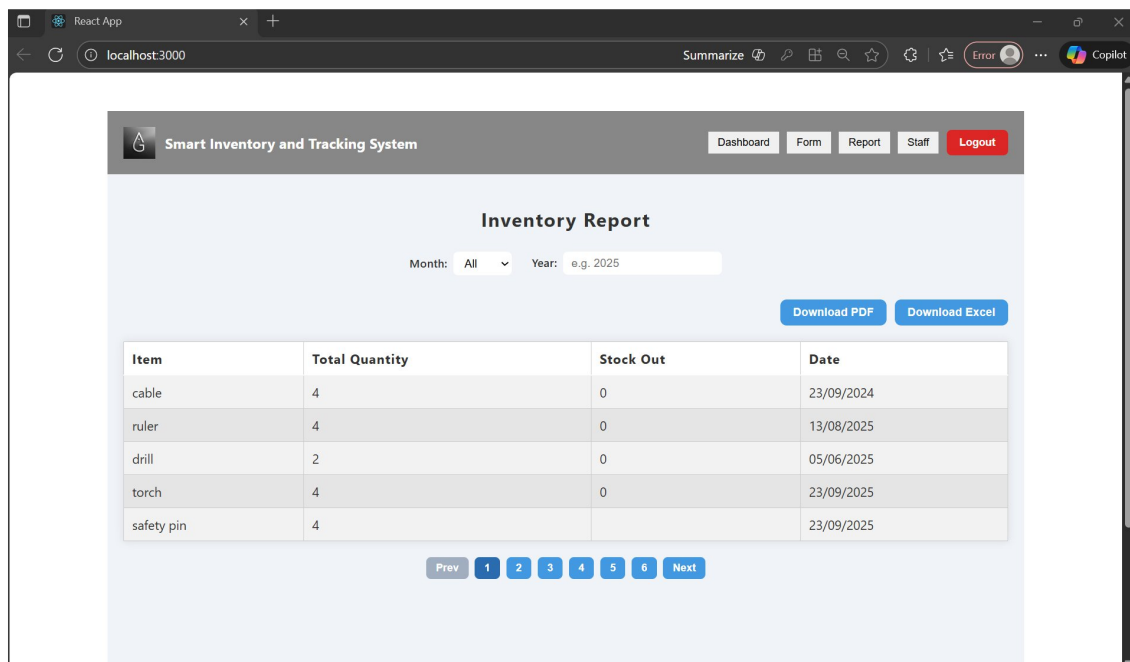 React App
localhost:3000
Summarize
Error
Copilot
Smart Inventory and Tracking System
Dashboard Form Report Staff Logout
Inventory Report
Month: All Year: e.g. 2025
Download PDF Download Excel
Item Total Quantity Stock Out Date
cable 4 0 23/09/2024
ruler 4 0 13/08/2025
drill 2 0 05/06/2025
torch 4 0 23/09/2025
safety pin 4 23/09/2025
Prev 1 2 3 4 5 6 Next